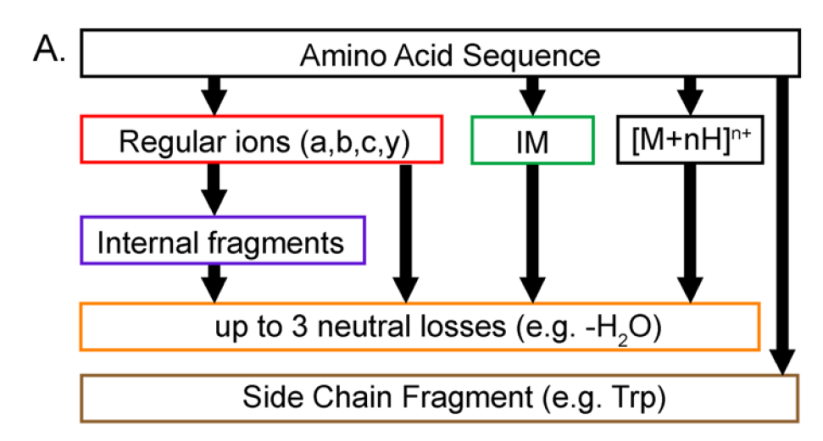 A.
Amino Acid Sequence
Regular ions (a,b,c,y)
IM
[M+nH]ⁿ⁺
Internal fragments
up to 3 neutral losses (e.g. -H₂O)
Side Chain Fragment (e.g. Trp)